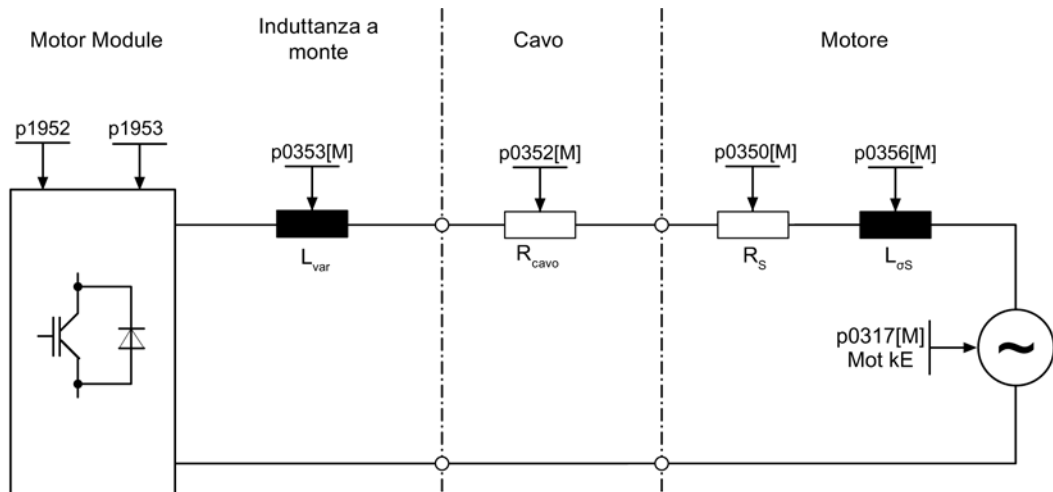 Motor Module
Induttanza a
monte
Cavo
Motore
p1952
p1953
p0353[M]
p0352[M]
p0350[M]
p0356[M]
Lvar
Rcavo
RS
LσS
p0317[M]
Mot kE
~